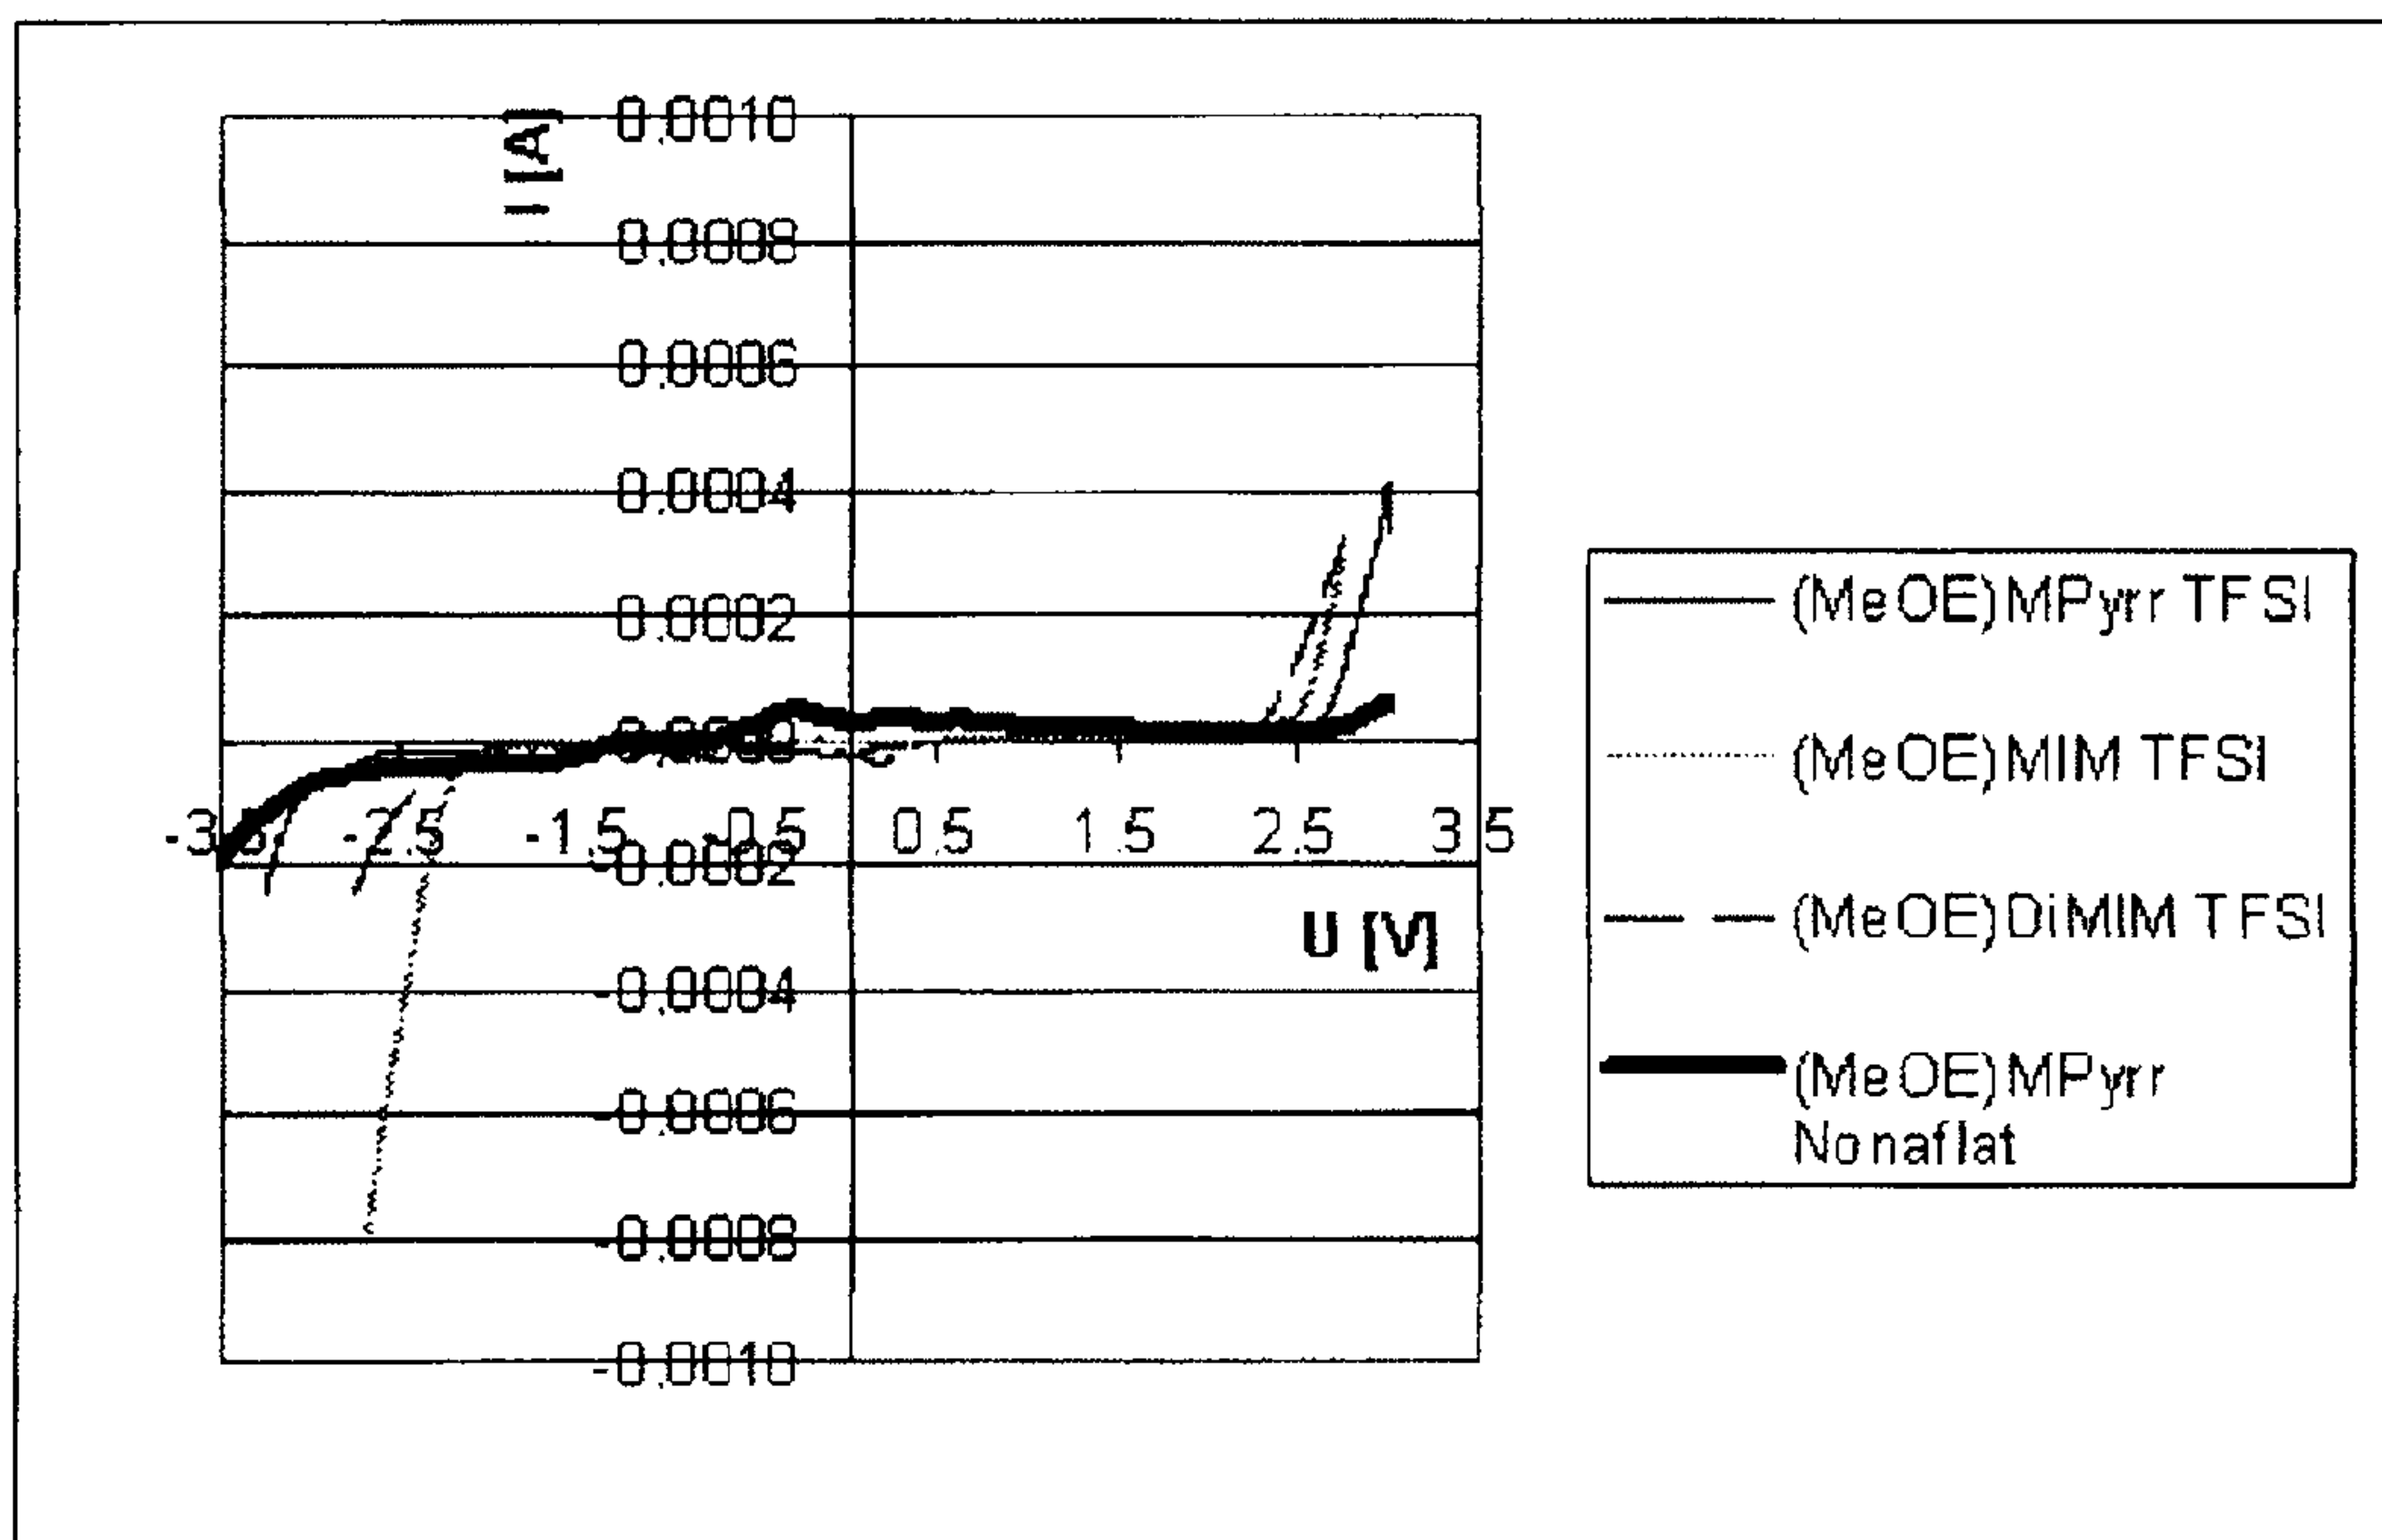 I [A]
0.0010
0.0008
0.0006
0.0004
0.0002
0.0000
-3.5 -2.5 -1.5 -0.5 0.5 1.5 2.5 3.5
-0.0002
U [V]
-0.0004
-0.0006
-0.0008
-0.0010
(MeOE)MPyrr TFSI
(MeOE)MIM TFSI
(MeOE)DiMIM TFSI
(MeOE)MPyrr
Nonaflat